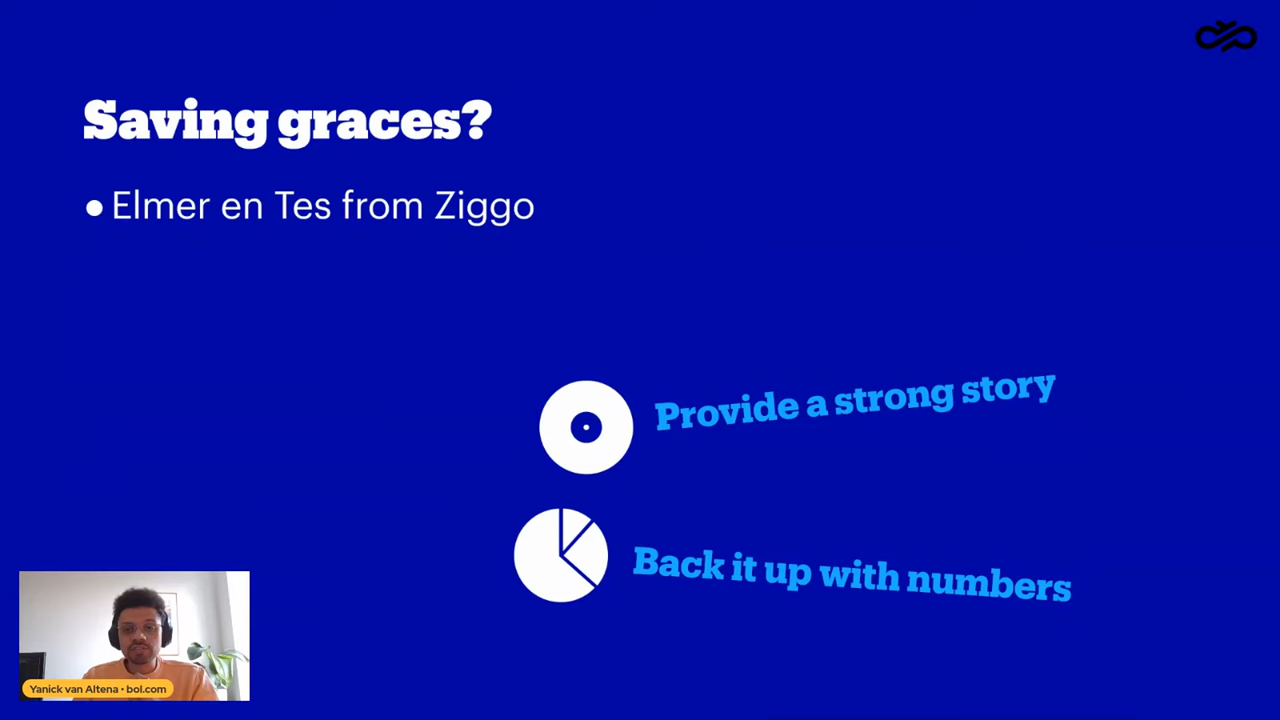 Saving graces?
● Elmer en Tes from Ziggo
Provide a strong story
Back it up with numbers
Yanick van Altena • bol.com